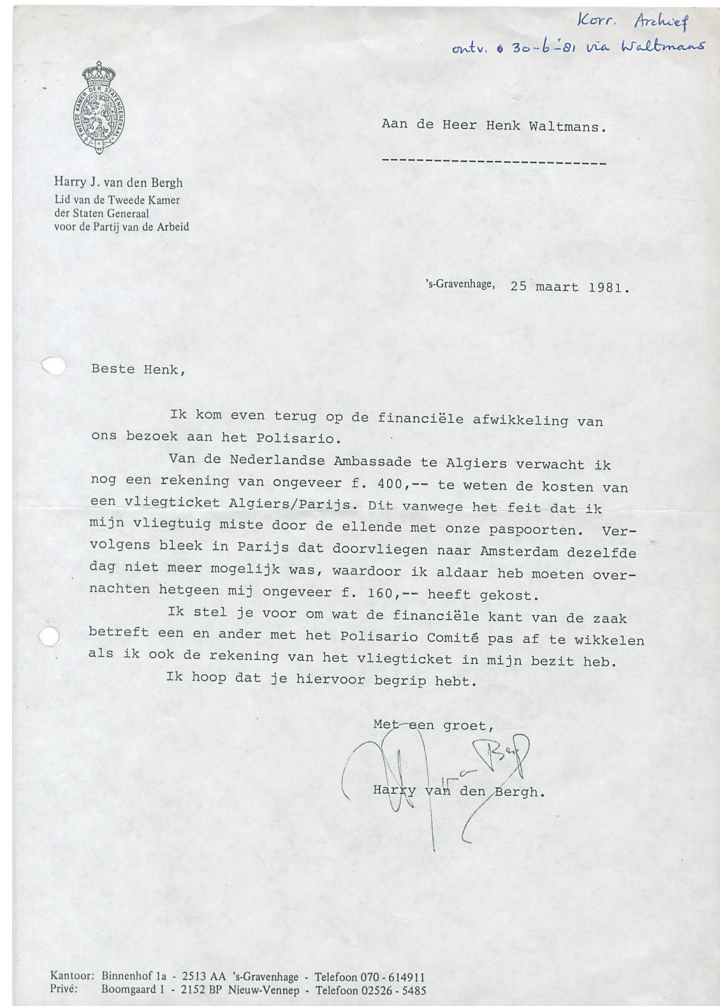 Korr. Archief
ontv. 30-6-'81 via Waltmans
TWEEDE KAMER DER STATENGENERAAL
Aan de Heer Henk Waltmans.
--------------------------
Harry J. van den Bergh
Lid van de Tweede Kamer
der Staten Generaal
voor de Partij van de Arbeid
's-Gravenhage, 25 maart 1981.
Beste Henk,
Ik kom even terug op de financiële afwikkeling van
ons bezoek aan het Polisario.
Van de Nederlandse Ambassade te Algiers verwacht ik
nog een rekening van ongeveer f. 400,-- te weten de kosten van
een vliegticket Algiers/Parijs. Dit vanwege het feit dat ik
mijn vliegtuig miste door de ellende met onze paspoorten. Ver-
volgens bleek in Parijs dat doorvliegen naar Amsterdam dezelfde
dag niet meer mogelijk was, waardoor ik aldaar heb moeten over-
nachten hetgeen mij ongeveer f. 160,-- heeft gekost.
Ik stel je voor om wat de financiële kant van de zaak
betreft een en ander met het Polisario Comité pas af te wikkelen
als ik ook de rekening van het vliegticket in mijn bezit heb.
Ik hoop dat je hiervoor begrip hebt.
Met een groet,
Harry van den Bergh.
Kantoor: Binnenhof 1a - 2513 AA 's-Gravenhage - Telefoon 070 - 614911
Privé: Boomgaard 1 - 2152 BP Nieuw-Vennep - Telefoon 02526 - 5485